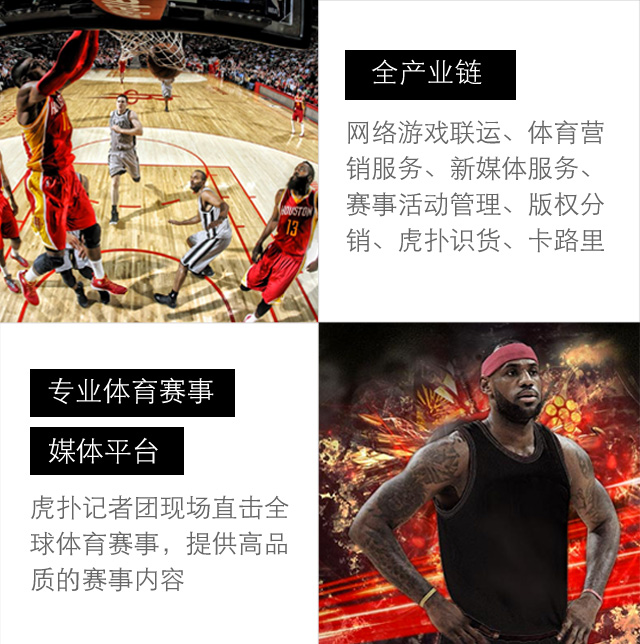 全产业链
网络游戏联运、体育营
销服务、新媒体服务、
赛事活动管理、版权分
销、虎扑识货、卡路里
HOUSTON
13
专业体育赛事
媒体平台
虎扑记者团现场直击全
球体育赛事，提供高品
质的赛事内容